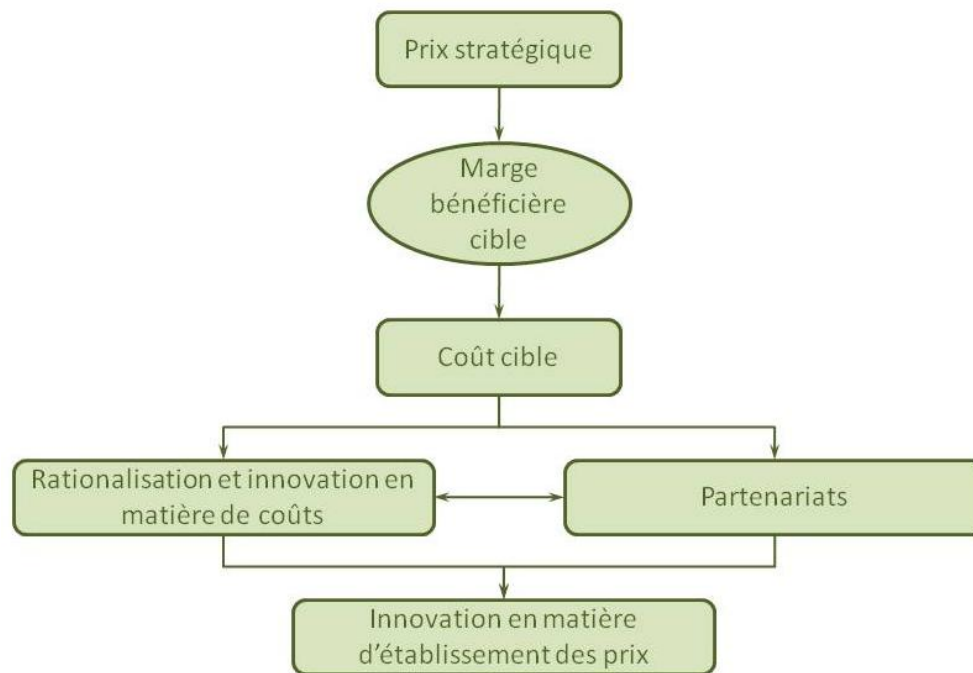 Prix stratégique
Marge
bénéficière
cible
Coût cible
Rationalisation et innovation en
matière de coûts
Partenariats
Innovation en matière
d'établissement des prix